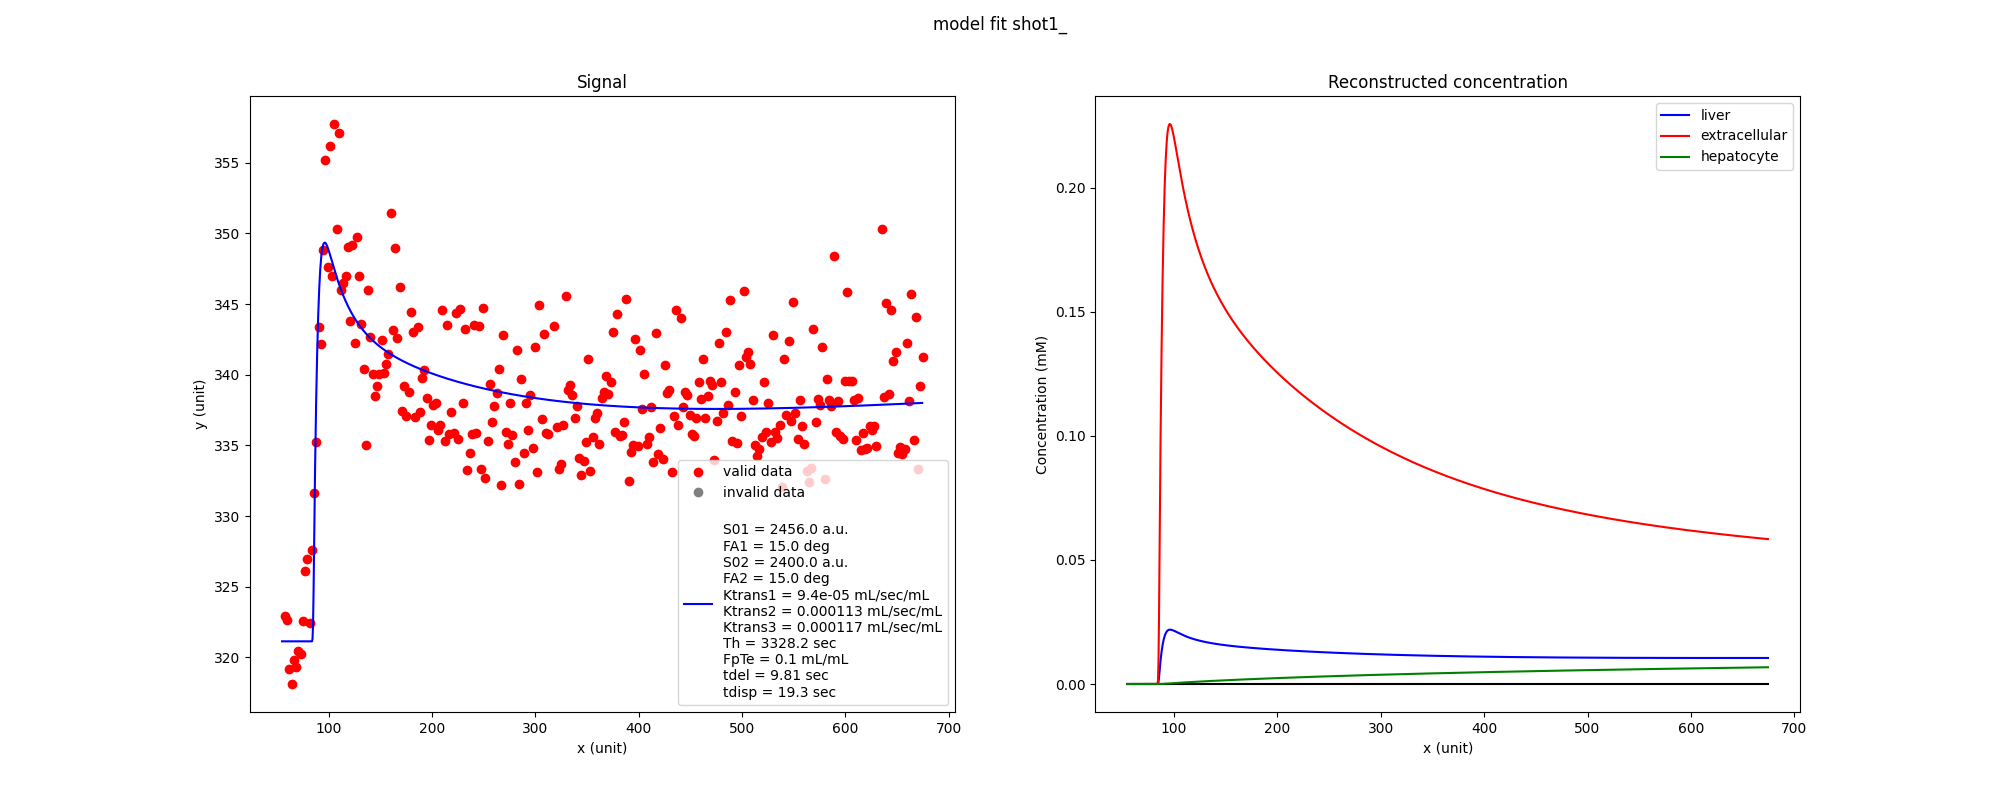 model fit shot1_
Signal
y (unit)
355
350
345
340
335
330
325
320
100
200
300
400
500
600
700
x (unit)
valid data
invalid data
S01 = 2456.0 a.u.
FA1 = 15.0 deg
S02 = 2400.0 a.u.
FA2 = 15.0 deg
Ktrans1 = 9.4e-05 mL/sec/mL
Ktrans2 = 0.000113 mL/sec/mL
Ktrans3 = 0.000117 mL/sec/mL
Th = 3328.2 sec
FpTe = 0.1 mL/mL
tdel = 9.81 sec
tdisp = 19.3 sec
Reconstructed concentration
Concentration (mM)
0.20
0.15
0.10
0.05
0.00
100
200
300
400
500
600
700
x (unit)
liver
extracellular
hepatocyte